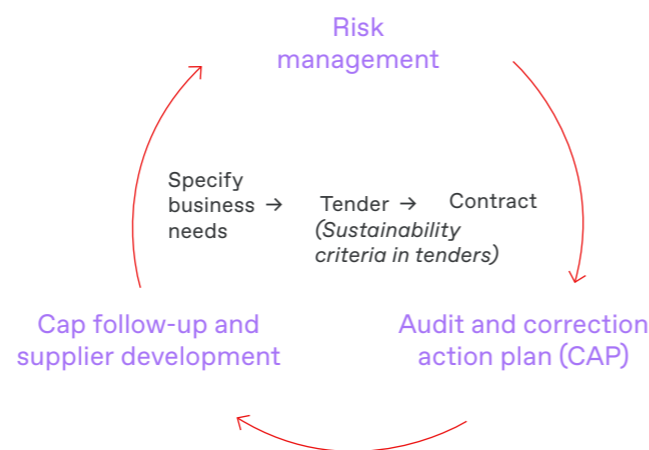 Risk
management
Specify
business →
needs
Tender →
(Sustainability
criteria in tenders)
Contract
Cap follow-up and
supplier development
Audit and correction
action plan (CAP)